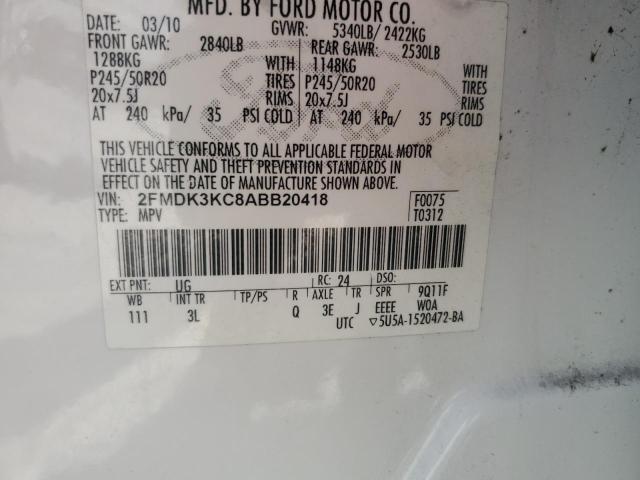 MFD. BY FORD MOTOR CO.
DATE: 03/10 GVWR: 5340LB/ 2422KG
FRONT GAWR: 2840LB REAR GAWR: 2530LB
1288KG WITH 1148KG WITH
P245/50R20 TIRES P245/50R20 TIRES
20x7.5J RIMS 20x7.5J RIMS
AT 240 kPa/ 35 PSI COLD AT 240 kPa/ 35 PSI COLD
THIS VEHICLE CONFORMS TO ALL APPLICABLE FEDERAL MOTOR
VEHICLE SAFETY AND THEFT PREVENTION STANDARDS IN
EFFECT ON THE DATE OF MANUFACTURE SHOWN ABOVE.
VIN: 2FMDK3KC8ABB20418 F0075
TYPE: MPV T0312
EXT PNT: UG RC: 24 DSO:
WB INT TR TP/PS R AXLE TR SPR 9Q11F
111 3L Q 3E J EEEE WOA
UTC ▽5U5A-1520472-BA